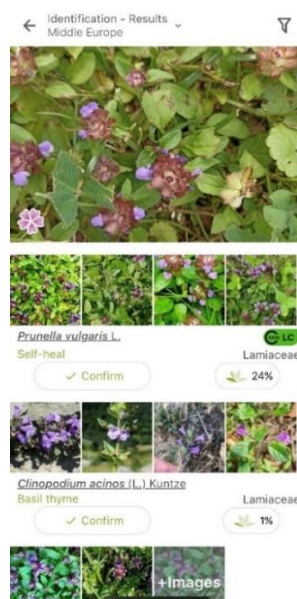 Identification - Results
Middle Europe
Prunella vulgaris L.
LC
Self-heal
Lamiaceae
✓ Confirm
24%
Clinopodium acinos (L.) Kuntze
Basil thyme
Lamiaceae
✓ Confirm
1%
+Images